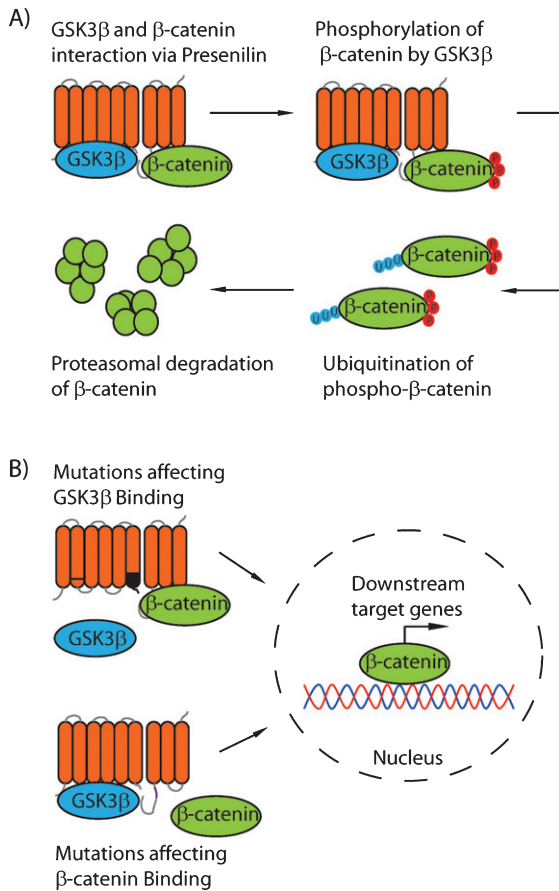 A)
GSK3β and β-catenin
interaction via Presenilin
Phosphorylation of
β-catenin by GSK3β
GSK3β
β-catenin
GSK3β
β-catenin
P
P
P
UUU
β-catenin
P
P
P
UUU
β-catenin
P
P
P
Proteasomal degradation
of β-catenin
Ubiquitination of
phospho-β-catenin
B)
Mutations affecting
GSK3β Binding
β-catenin
GSK3β
Downstream
target genes
β-catenin
Nucleus
GSK3β
β-catenin
Mutations affecting
β-catenin Binding